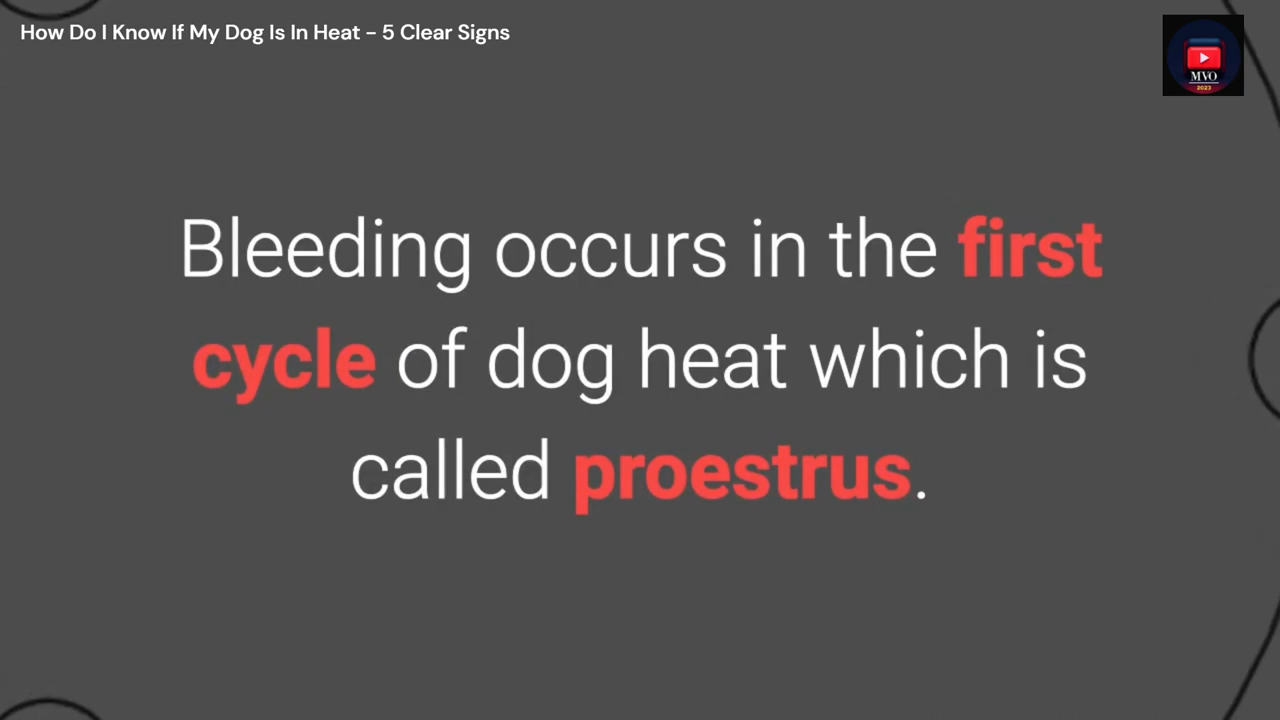 How Do I Know If My Dog Is In Heat - 5 Clear Signs
MVO
2023
Bleeding occurs in the first
cycle of dog heat which is
called proestrus.